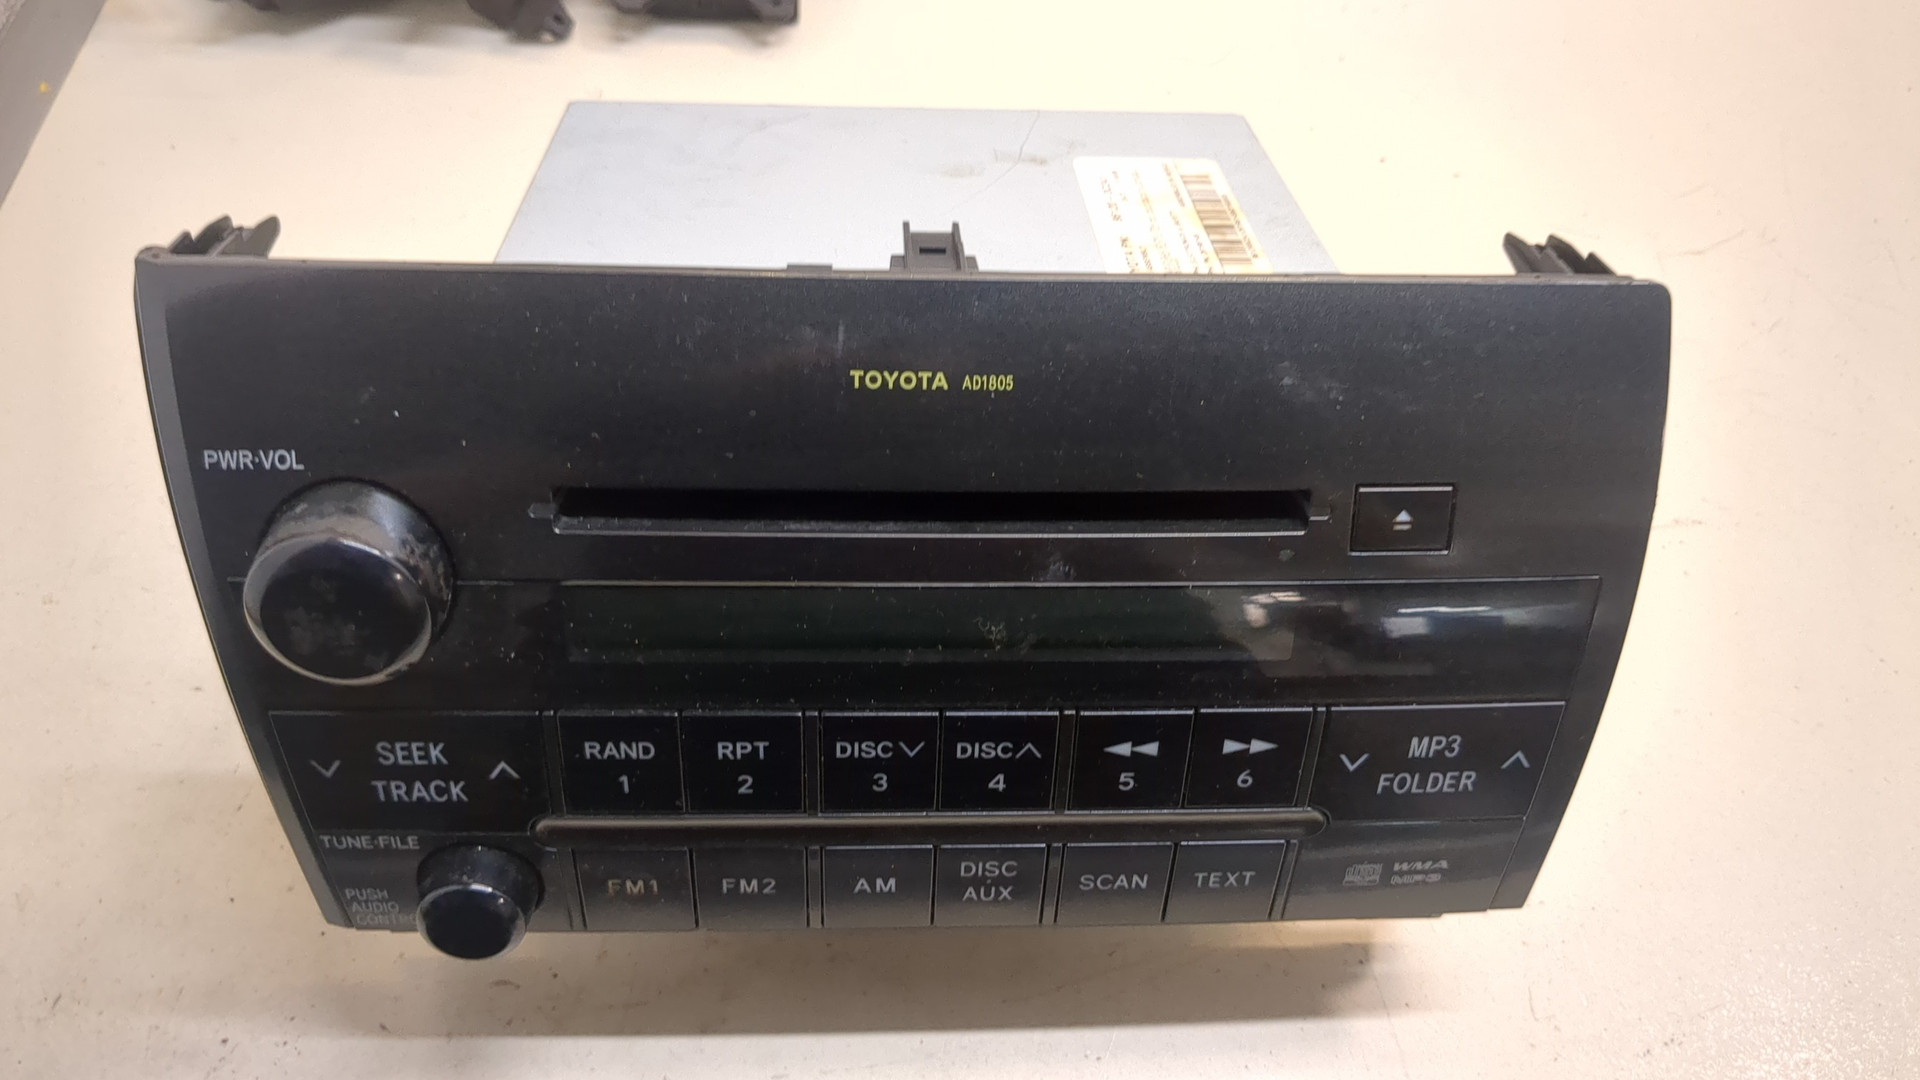 TOYOTA AD1805
PWR·VOL
SEEK
TRACK
RAND
1
RPT
2
DISC
3
DISC
4
5
6
MP3
FOLDER
TUNE·FILE
PUSH
AUDIO
FM1
FM2
AM
DISC
AUX
SCAN
TEXT
WMA
MP3